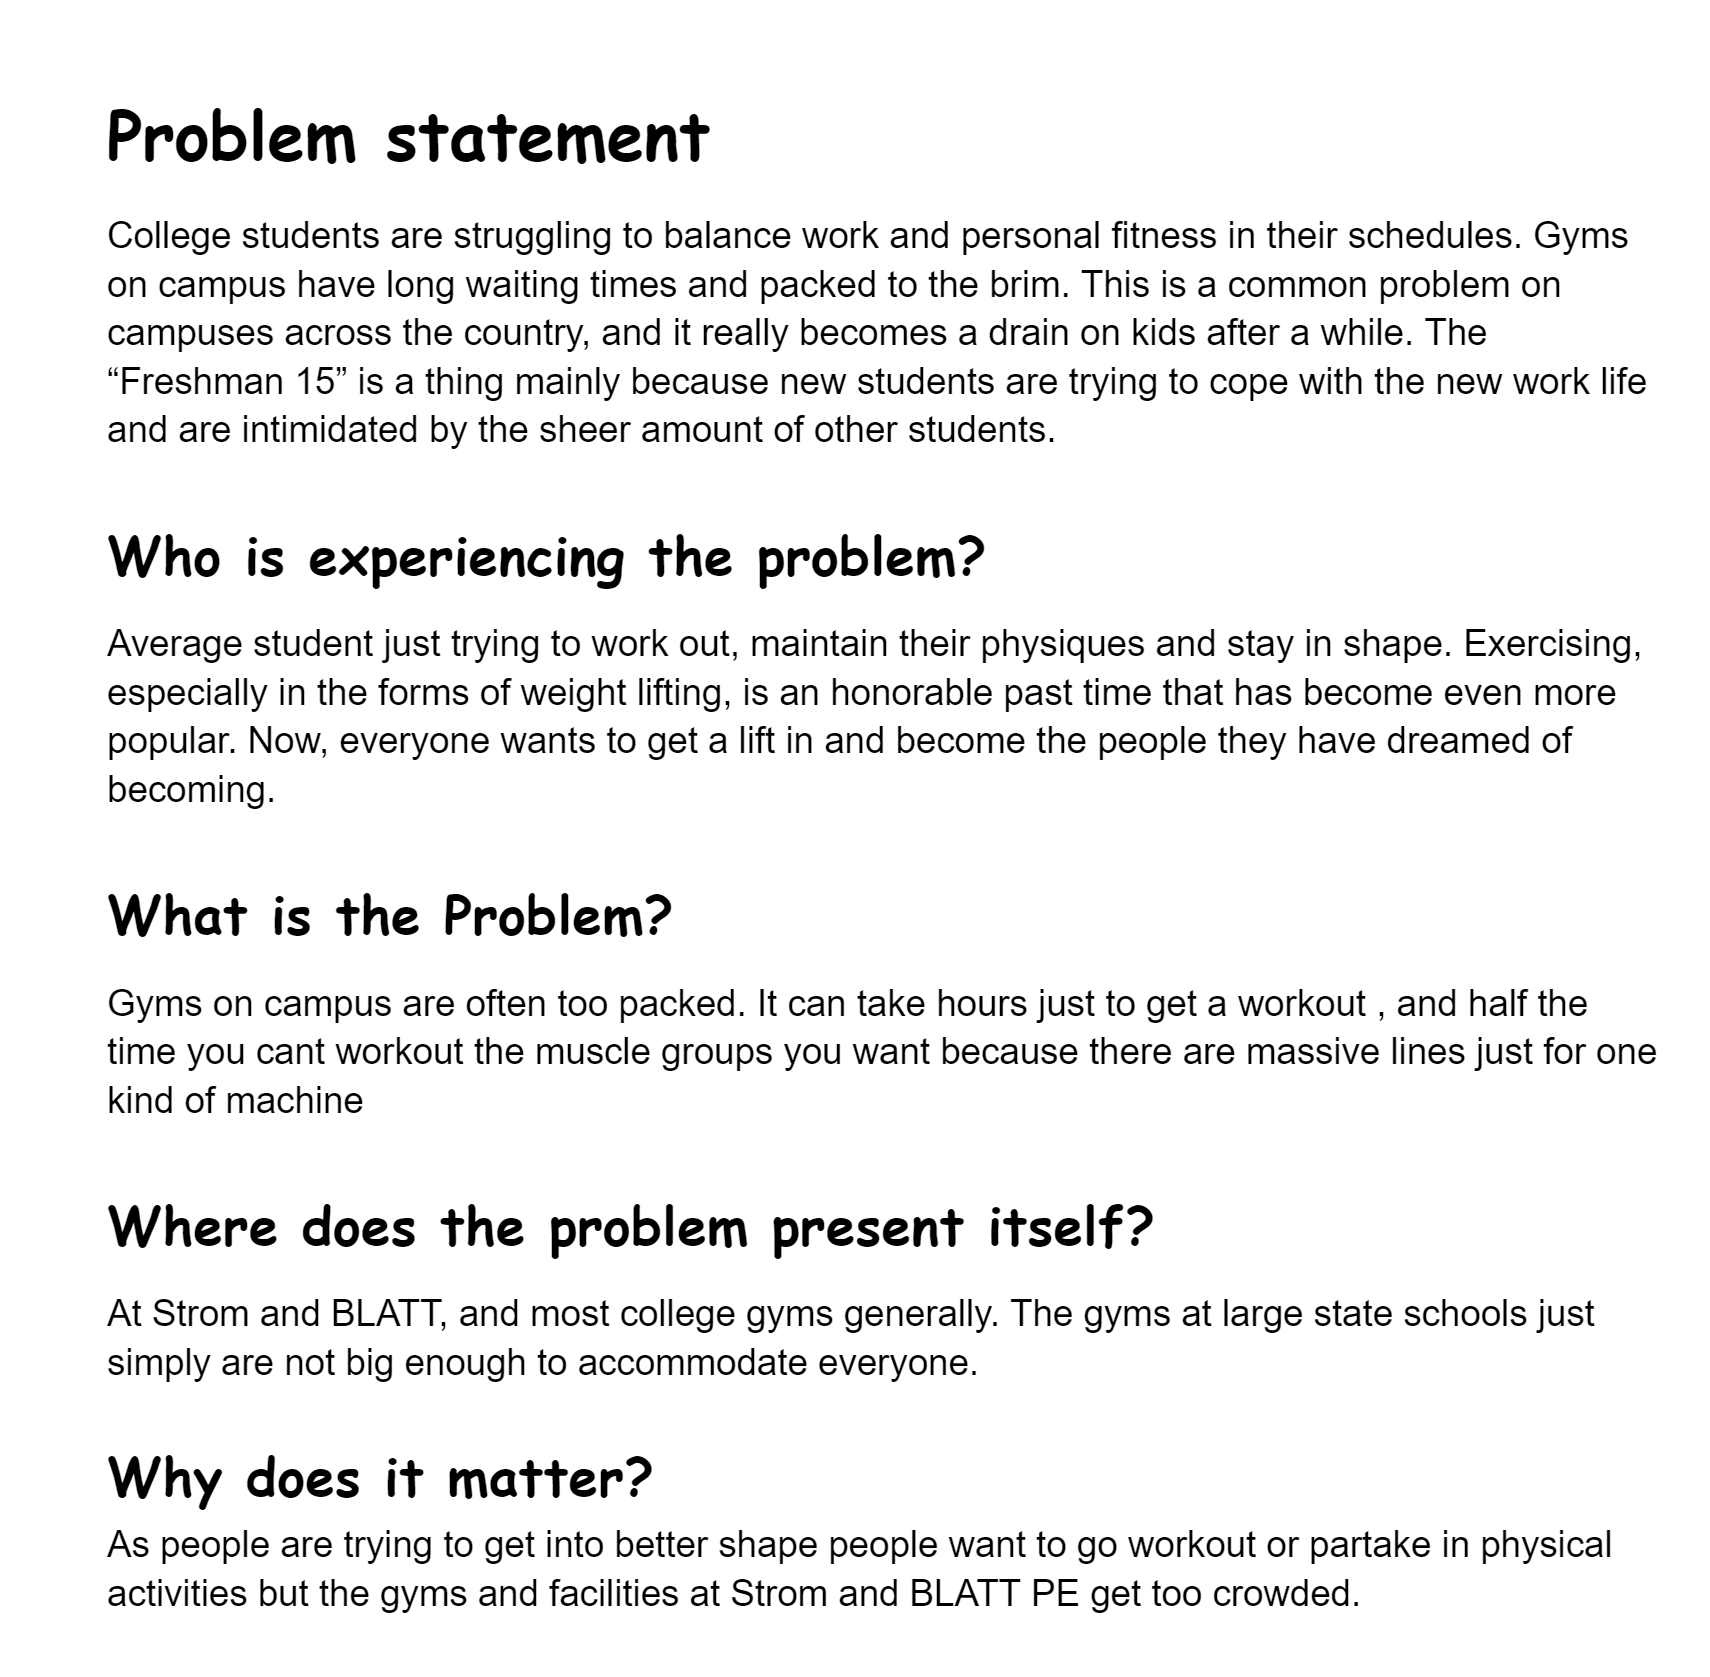 Problem statement
College students are struggling to balance work and personal fitness in their schedules. Gyms
on campus have long waiting times and packed to the brim. This is a common problem on
campuses across the country, and it really becomes a drain on kids after a while. The
“Freshman 15” is a thing mainly because new students are trying to cope with the new work life
and are intimidated by the sheer amount of other students.
Who is experiencing the problem?
Average student just trying to work out, maintain their physiques and stay in shape. Exercising,
especially in the forms of weight lifting, is an honorable past time that has become even more
popular. Now, everyone wants to get a lift in and become the people they have dreamed of
becoming.
What is the Problem?
Gyms on campus are often too packed. It can take hours just to get a workout , and half the
time you cant workout the muscle groups you want because there are massive lines just for one
kind of machine
Where does the problem present itself?
At Strom and BLATT, and most college gyms generally. The gyms at large state schools just
simply are not big enough to accommodate everyone.
Why does it matter?
As people are trying to get into better shape people want to go workout or partake in physical
activities but the gyms and facilities at Strom and BLATT PE get too crowded.